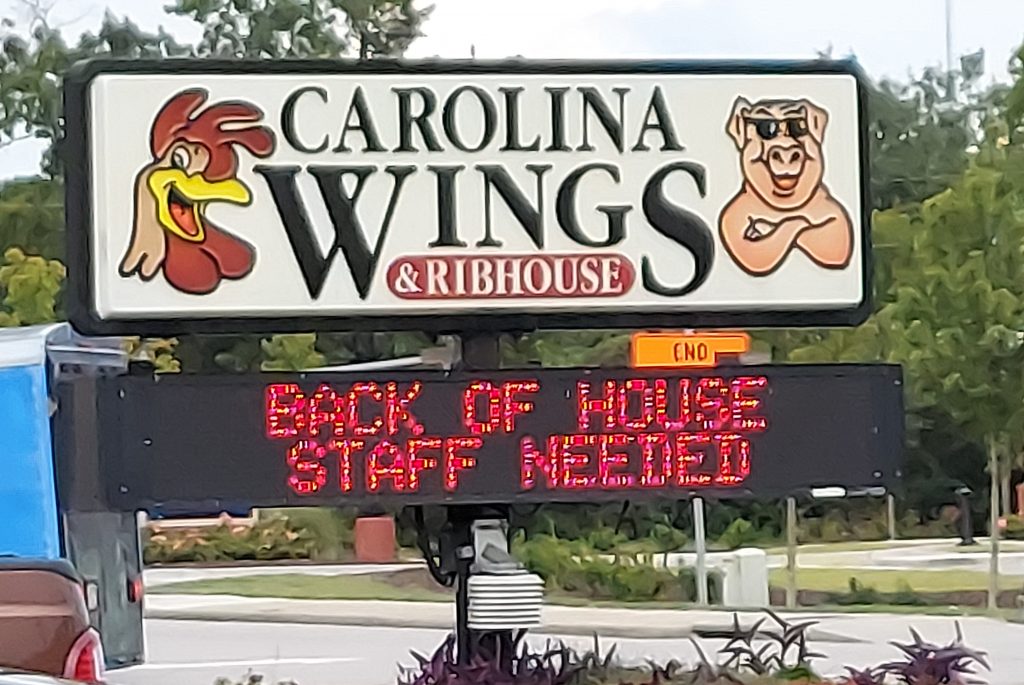 CAROLINA
WINGS
& RIBHOUSE
END
BACK OF HOUSE
STAFF NEEDED